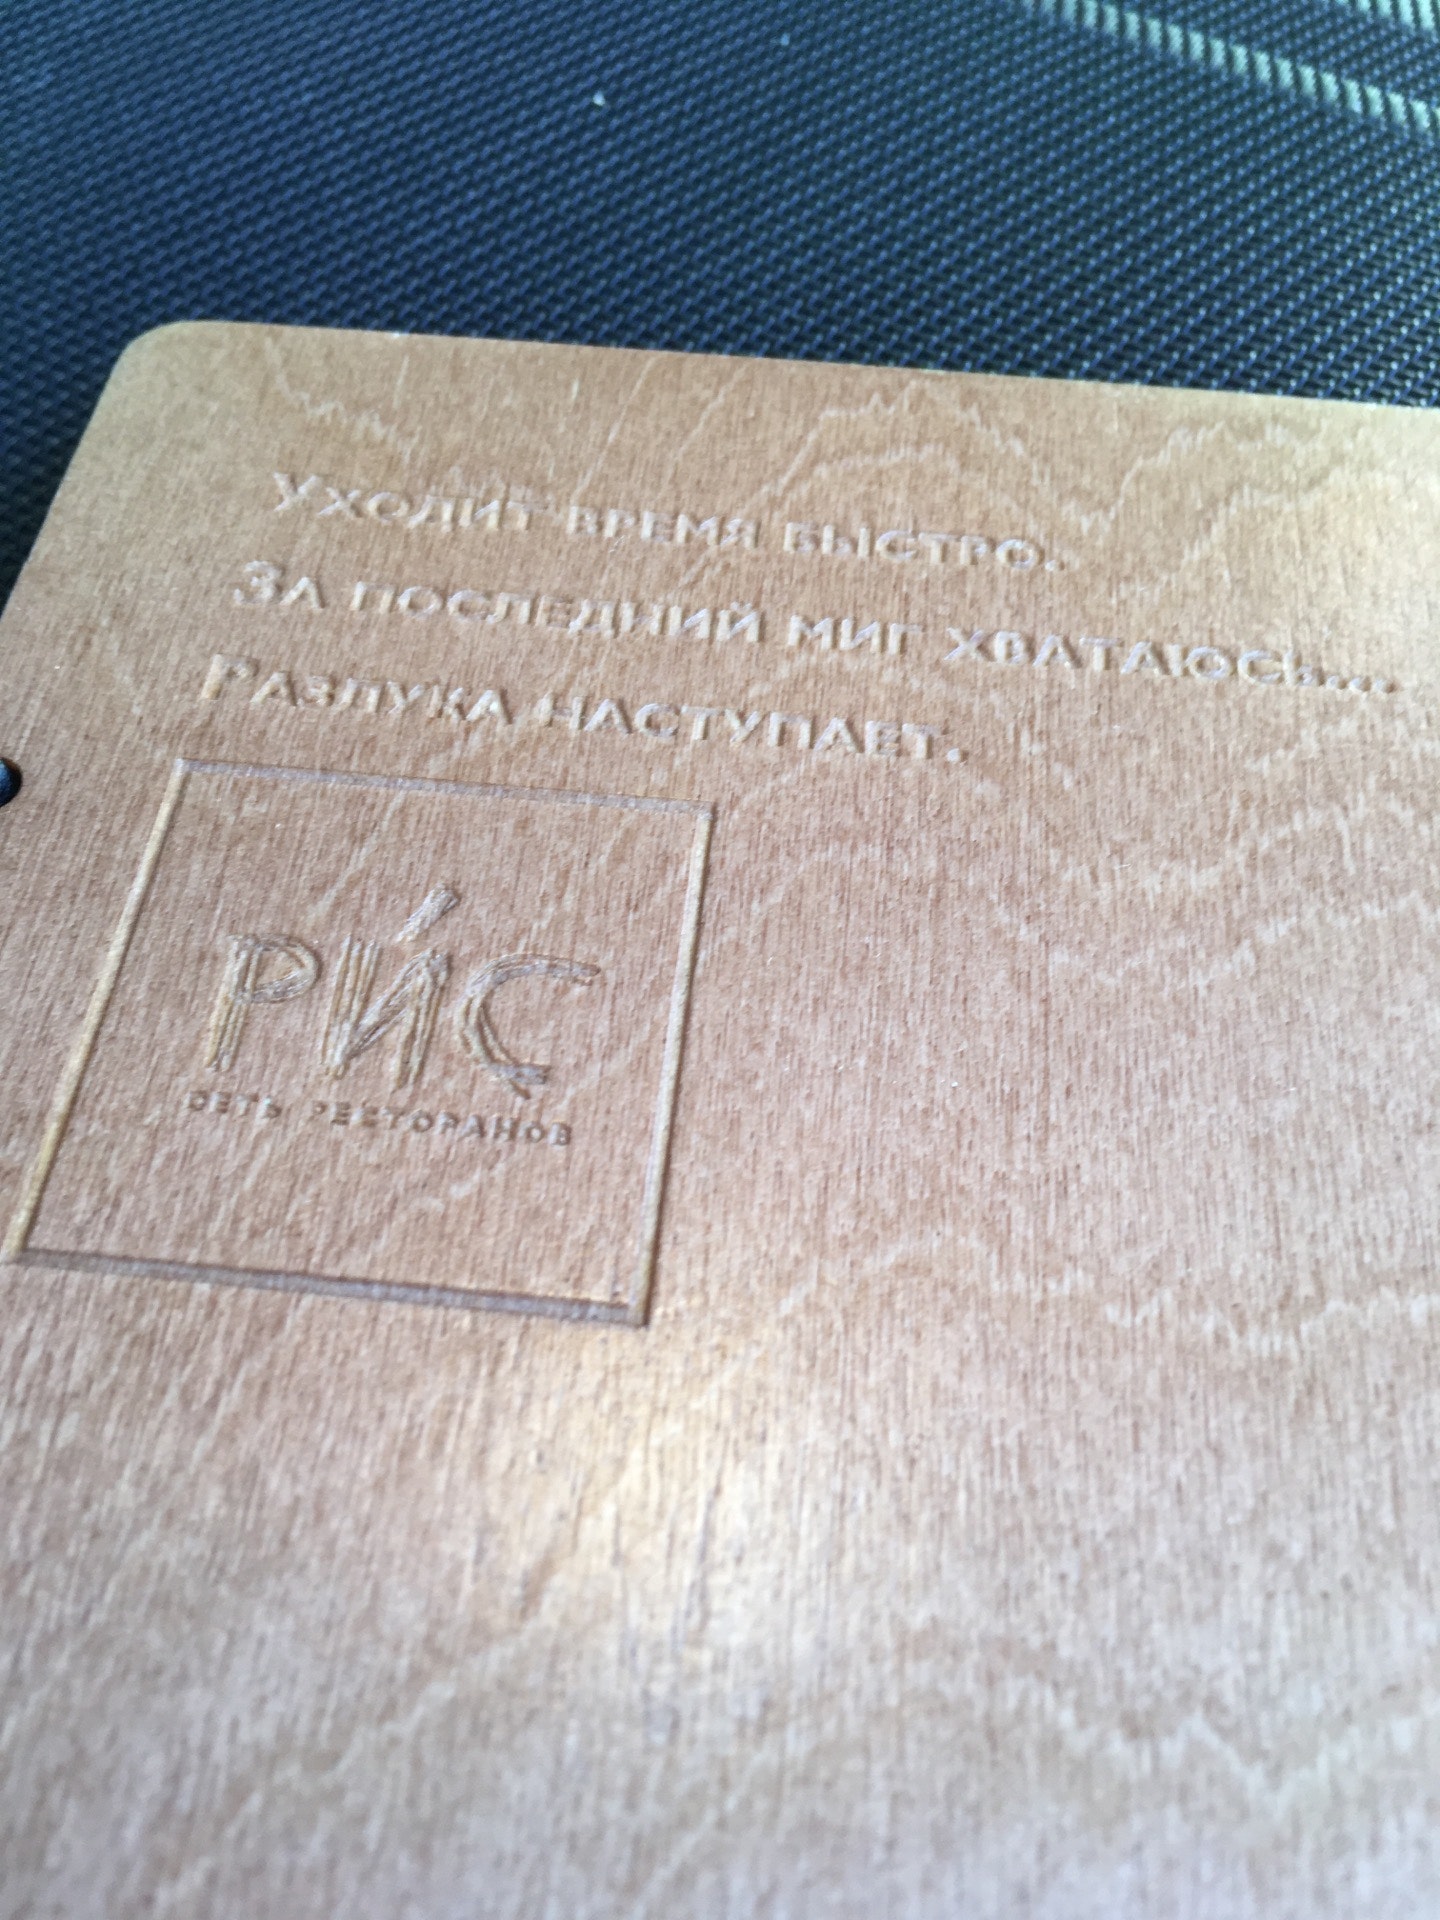 Уходит время быстро.
За последний миг хватаюсь...
Разлука наступает.
РИС
СЕТЬ РЕСТОРАНОВ